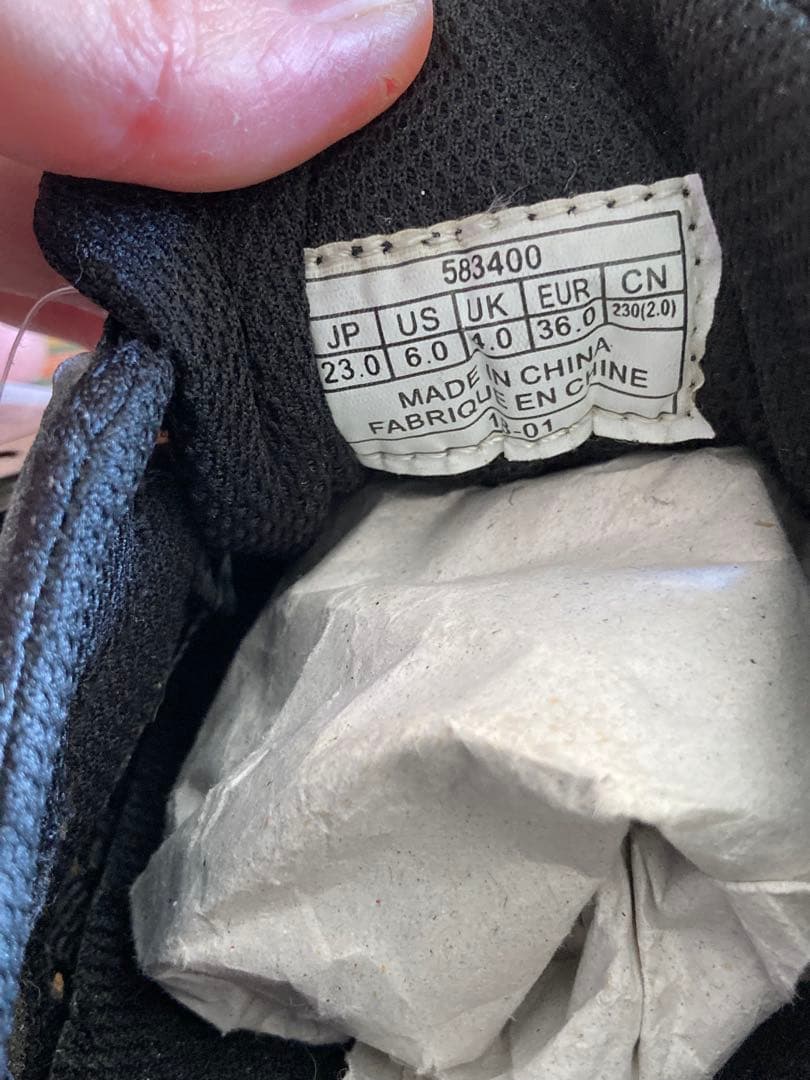 583400
JP US UK EUR CN
23.0 6.0 4.0 36.0 230(2.0)
MADE IN CHINA
FABRIQUE EN CHINE
-01